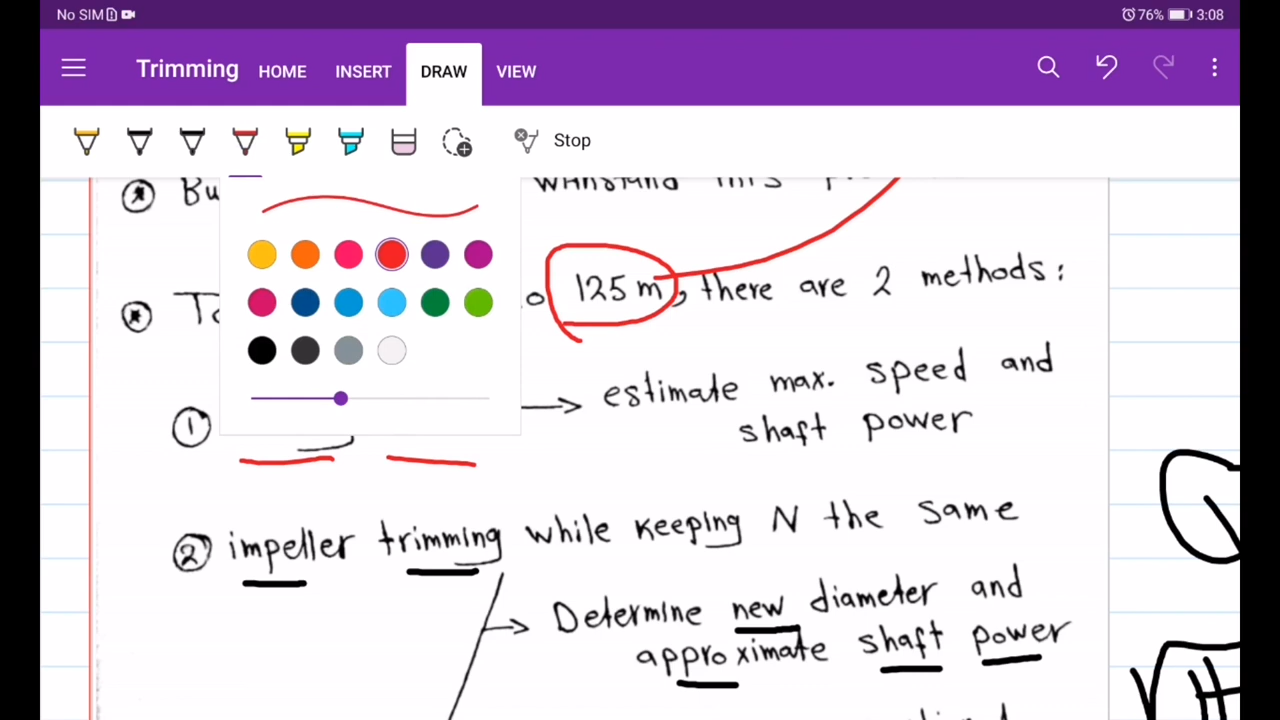 No SIM 76% 3:08
Trimming HOME INSERT DRAW VIEW
Stop
Bu withstand this
125 m, there are 2 methods:
① → estimate max. speed and
shaft power
② impeller trimming while keeping N the same
→ Determine new diameter and
approximate shaft power